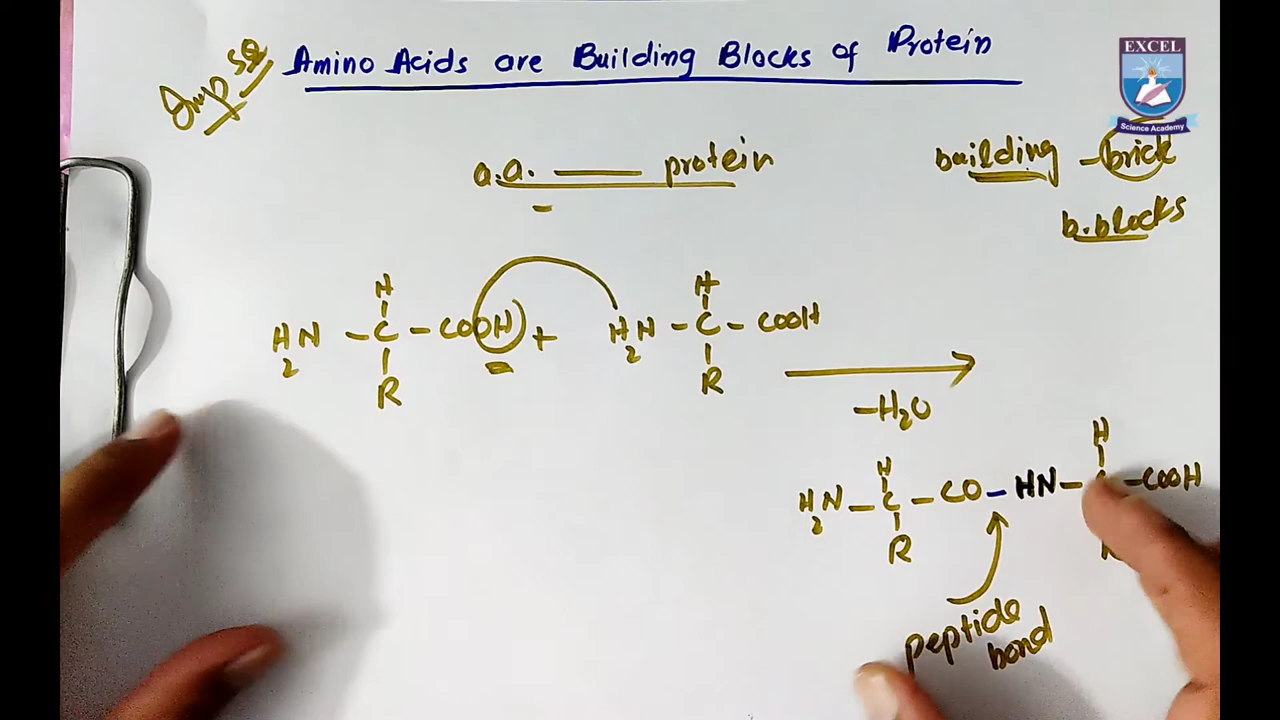 Imp SQ
Amino Acids are Building Blocks of Protein
EXCEL
Science Academy
a.a. — protein
building - brick
b.blocks
H H
H2N - C - COOH + H2N - C - COOH
R R
-H2O
H H
H2N - C - CO - HN - C - COOH
R R
peptide
bond